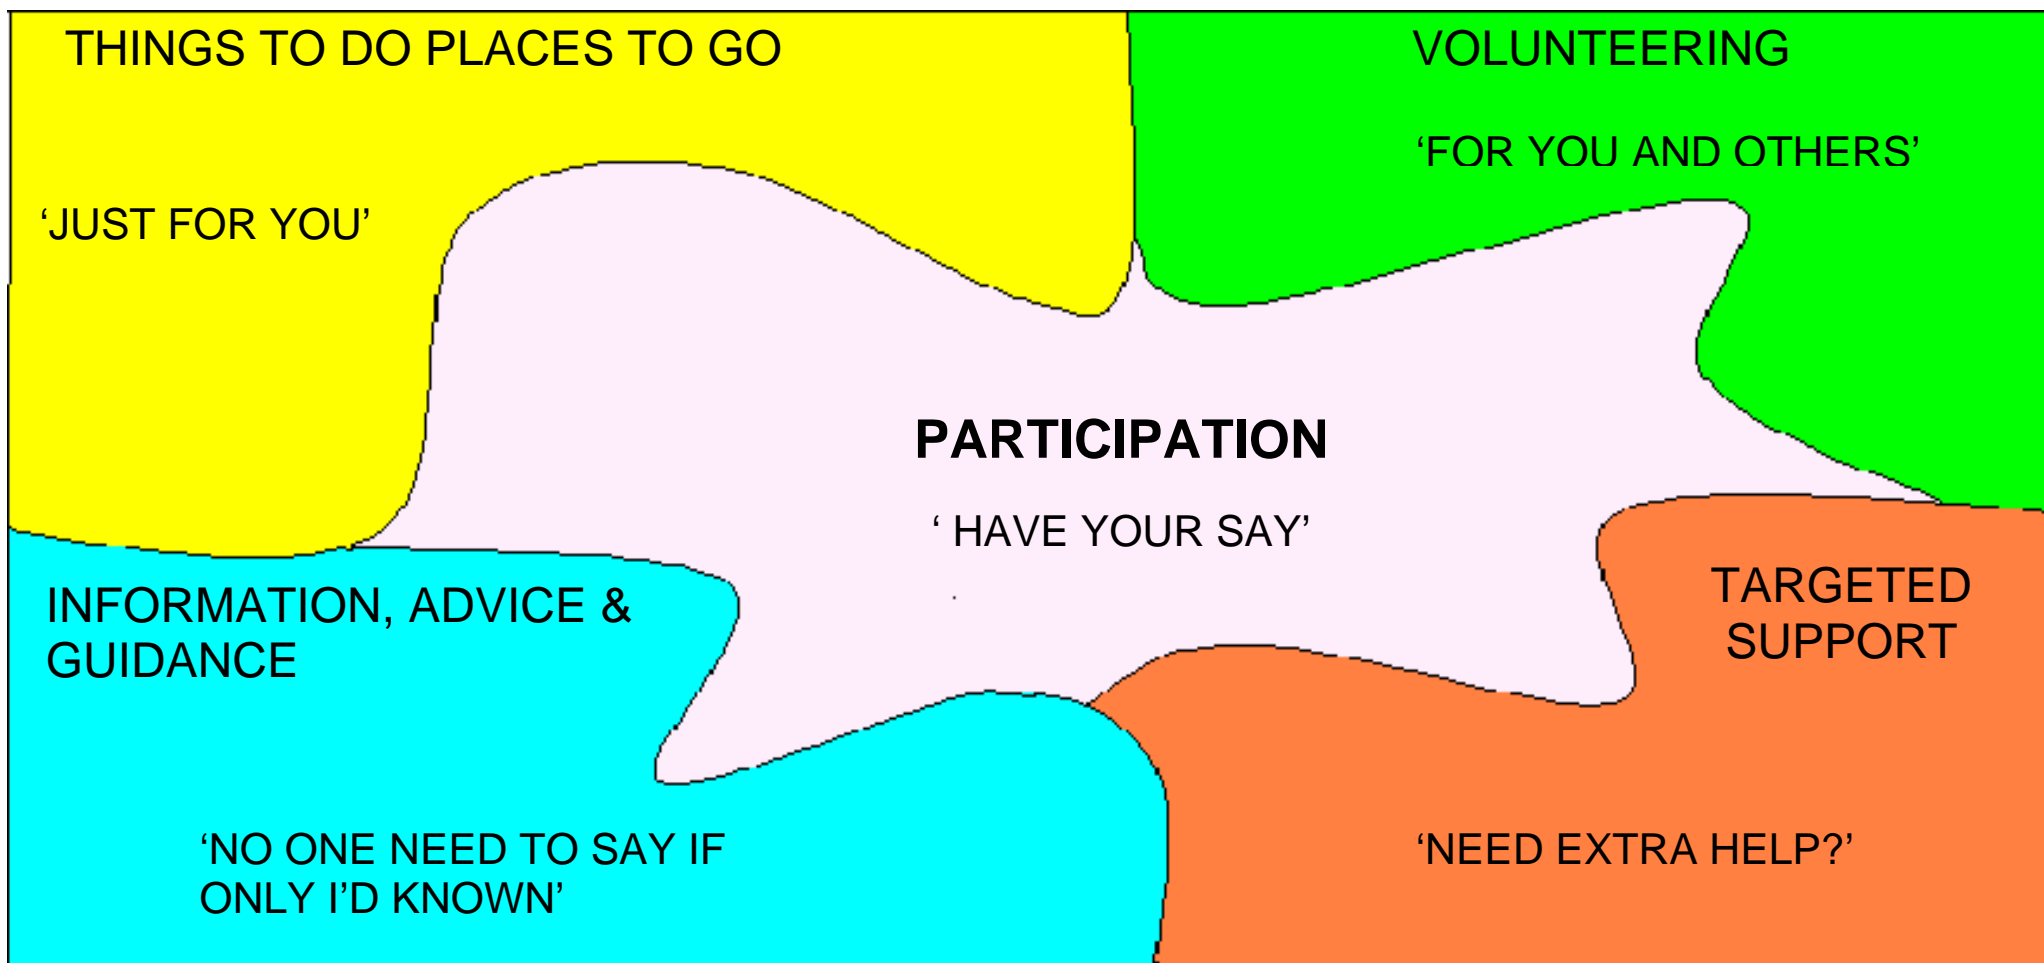 THINGS TO DO PLACES TO GO
‘JUST FOR YOU’
VOLUNTEERING
‘FOR YOU AND OTHERS’
PARTICIPATION
‘ HAVE YOUR SAY’
INFORMATION, ADVICE &
GUIDANCE
‘NO ONE NEED TO SAY IF
ONLY I’D KNOWN’
TARGETED
SUPPORT
‘NEED EXTRA HELP?’